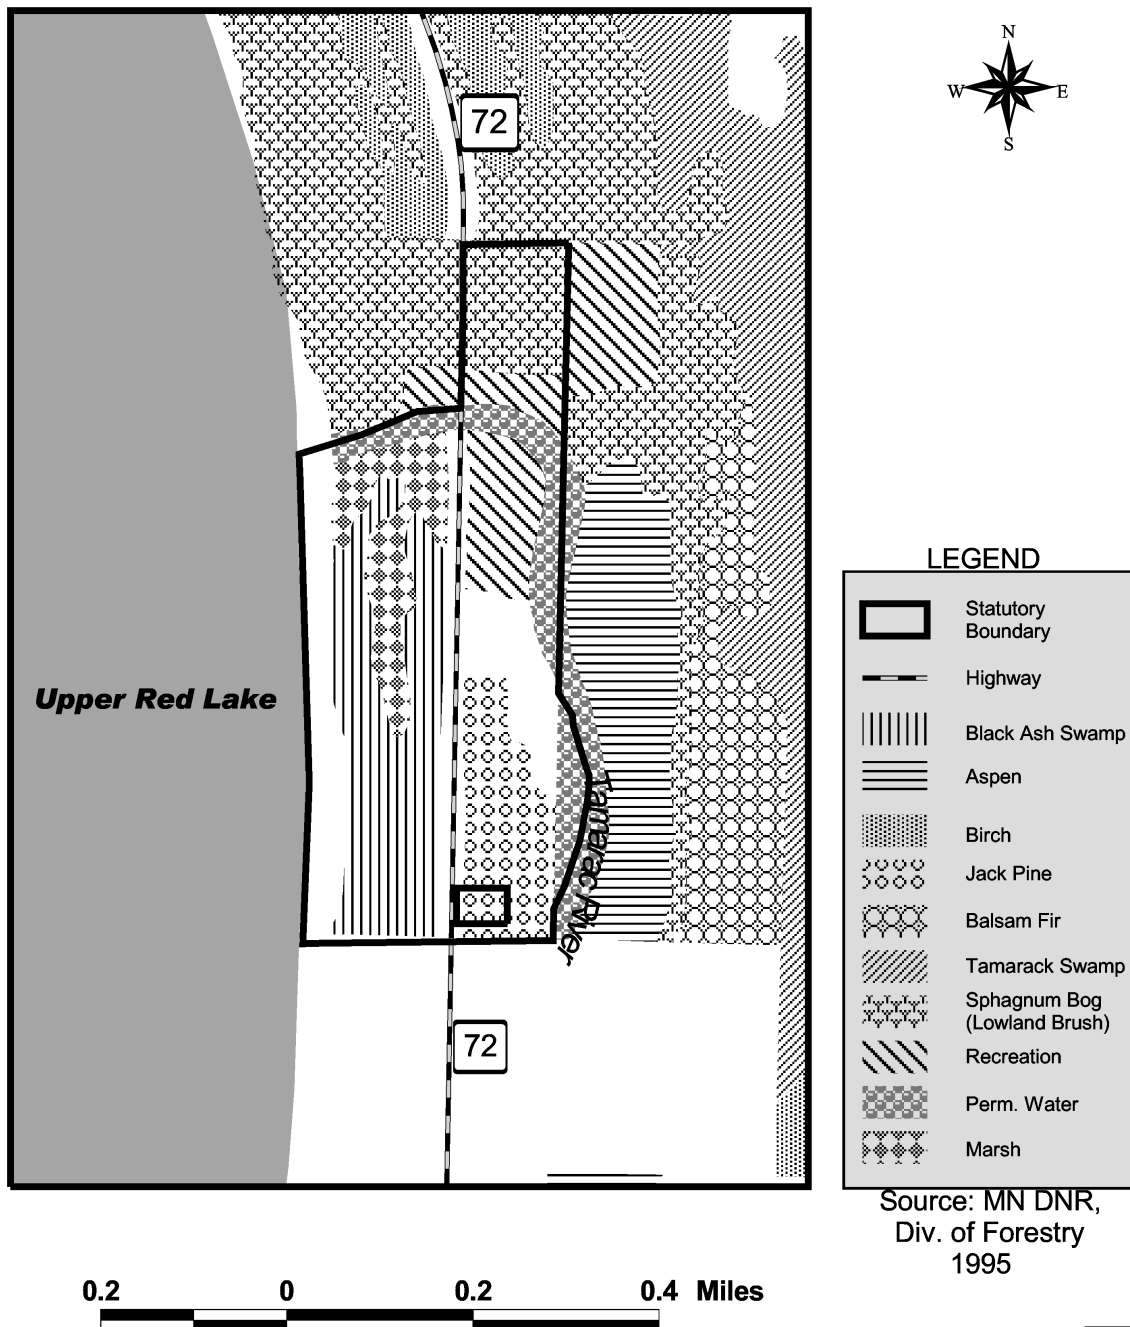 N
W E
S
72
Upper Red Lake
Tamarac River
72
LEGEND
Statutory
Boundary
Highway
Black Ash Swamp
Aspen
Birch
Jack Pine
Balsam Fir
Tamarack Swamp
Sphagnum Bog
(Lowland Brush)
Recreation
Perm. Water
Marsh
Source: MN DNR,
Div. of Forestry
1995
0.2 0 0.2 0.4 Miles